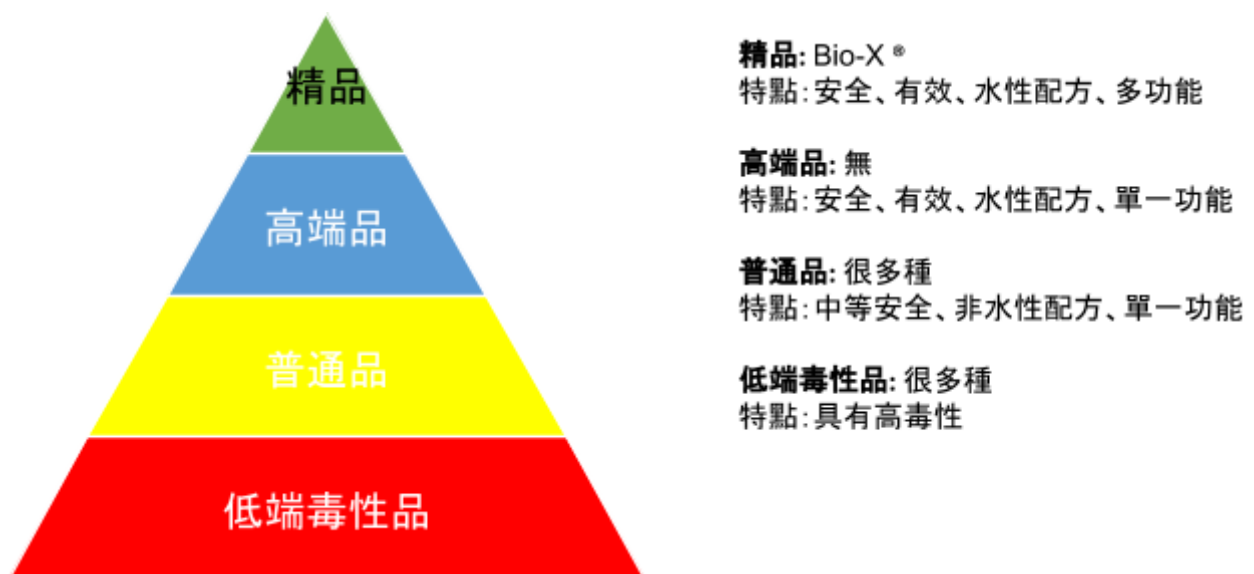 精品
高端品
普通品
低端毒性品
精品: Bio-X ®
特點:安全、有效、水性配方、多功能
高端品: 無
特點:安全、有效、水性配方、單一功能
普通品: 很多種
特點:中等安全、非水性配方、單一功能
低端毒性品: 很多種
特點:具有高毒性